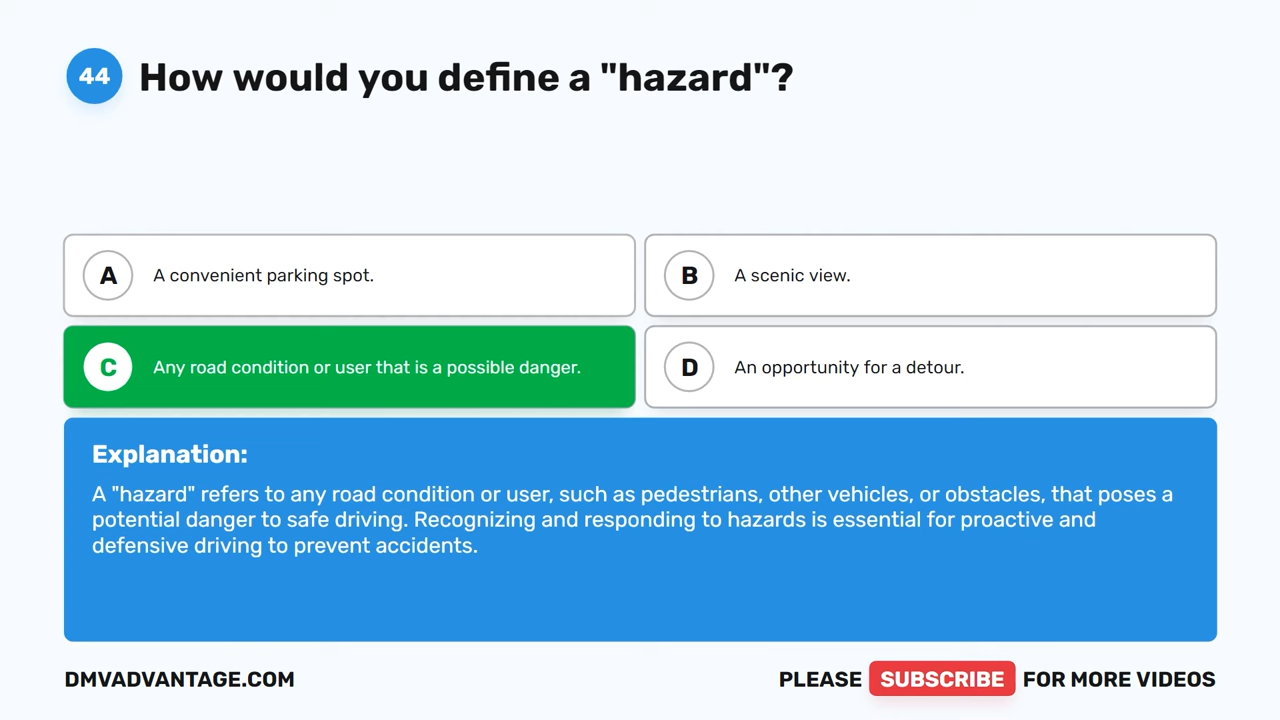 44 How would you define a "hazard"?
A A convenient parking spot.
B A scenic view.
C Any road condition or user that is a possible danger.
D An opportunity for a detour.
Explanation:
A "hazard" refers to any road condition or user, such as pedestrians, other vehicles, or obstacles, that poses a
potential danger to safe driving. Recognizing and responding to hazards is essential for proactive and
defensive driving to prevent accidents.
DMVADVANTAGE.COM
PLEASE SUBSCRIBE FOR MORE VIDEOS